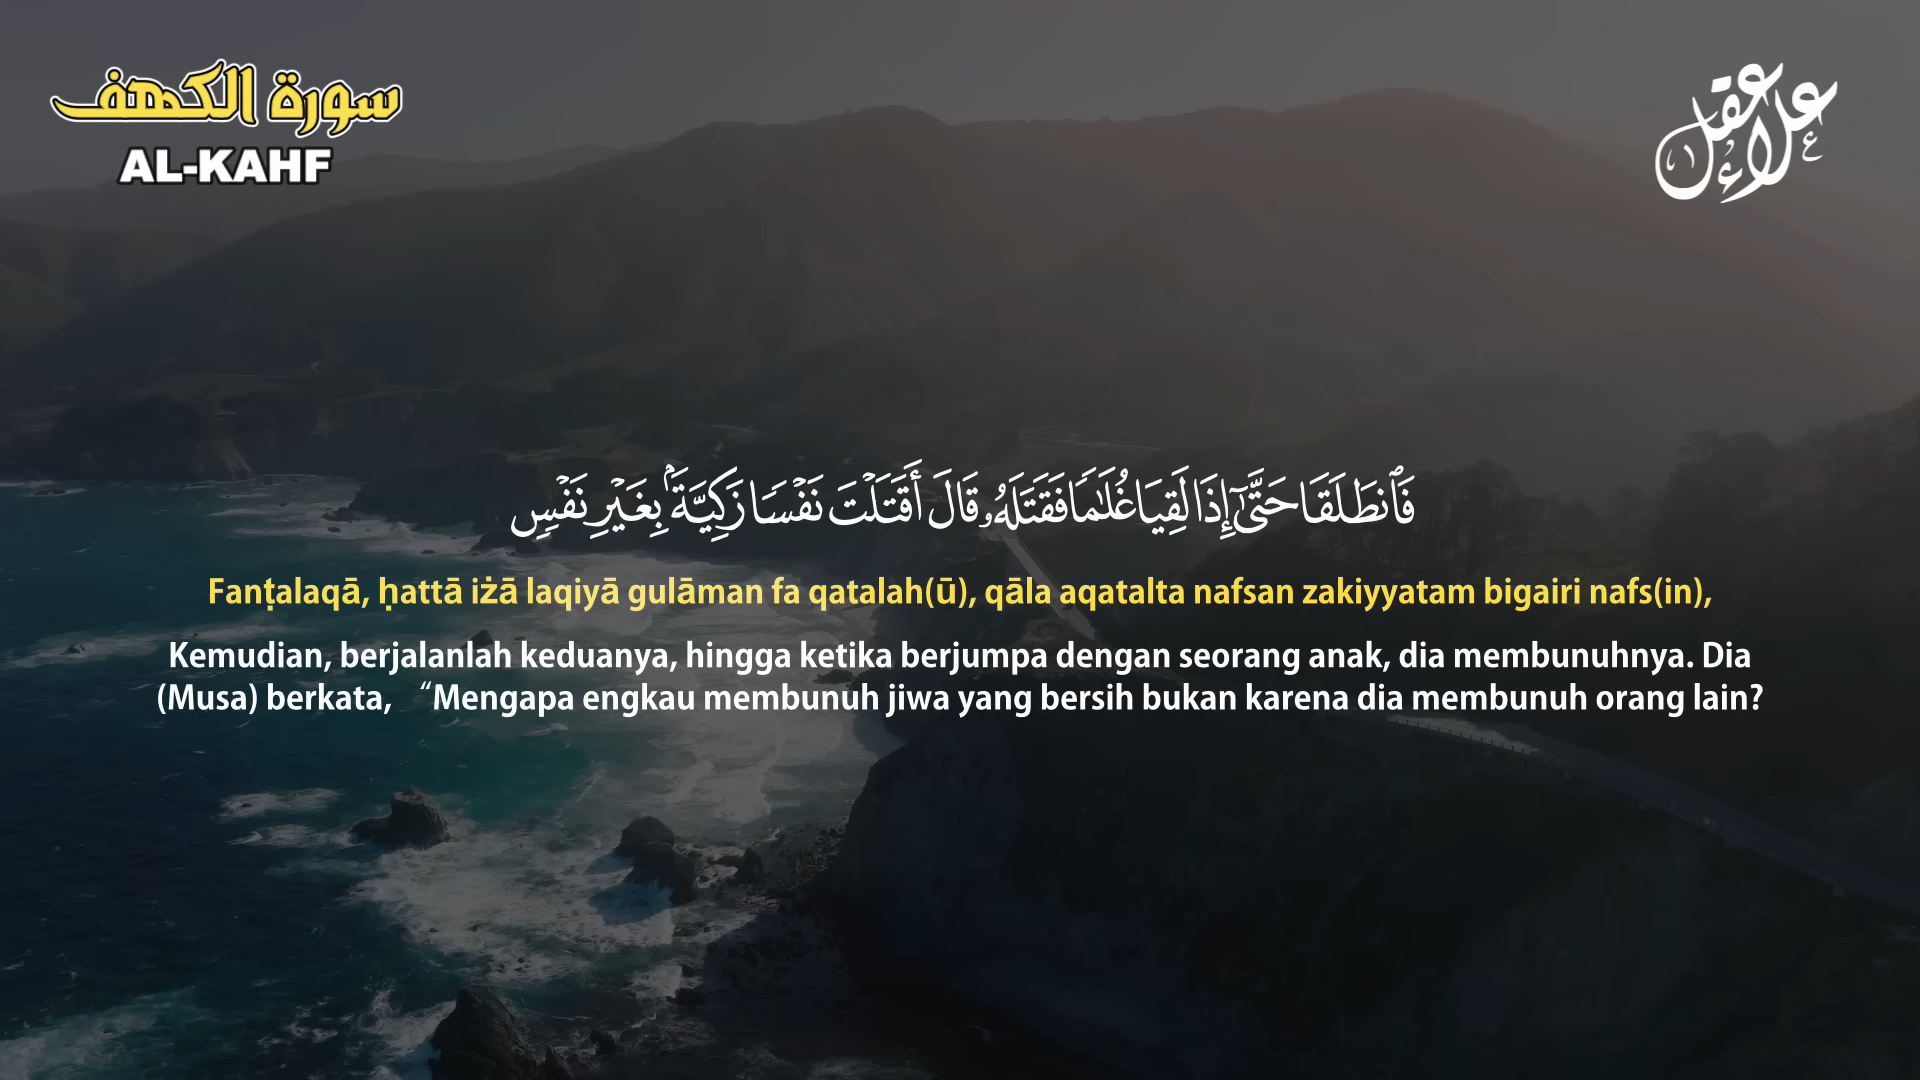 سورة الكهف
AL-KAHF
علاء عقل
فَٱنطَلَقَا حَتَّىٰٓ إِذَا لَقِيَا غُلَٰمًا فَقَتَلَهُۥ قَالَ أَقَتَلۡتَ نَفۡسًا زَكِيَّةَۢ بِغَيۡرِ نَفۡسٖ
Fanṭalaqā, ḥattā iżā laqiyā gulāman fa qatalah(ū), qāla aqatalta nafsan zakiyyatam bigairi nafs(in),
Kemudian, berjalanlah keduanya, hingga ketika berjumpa dengan seorang anak, dia membunuhnya. Dia
(Musa) berkata, “Mengapa engkau membunuh jiwa yang bersih bukan karena dia membunuh orang lain?